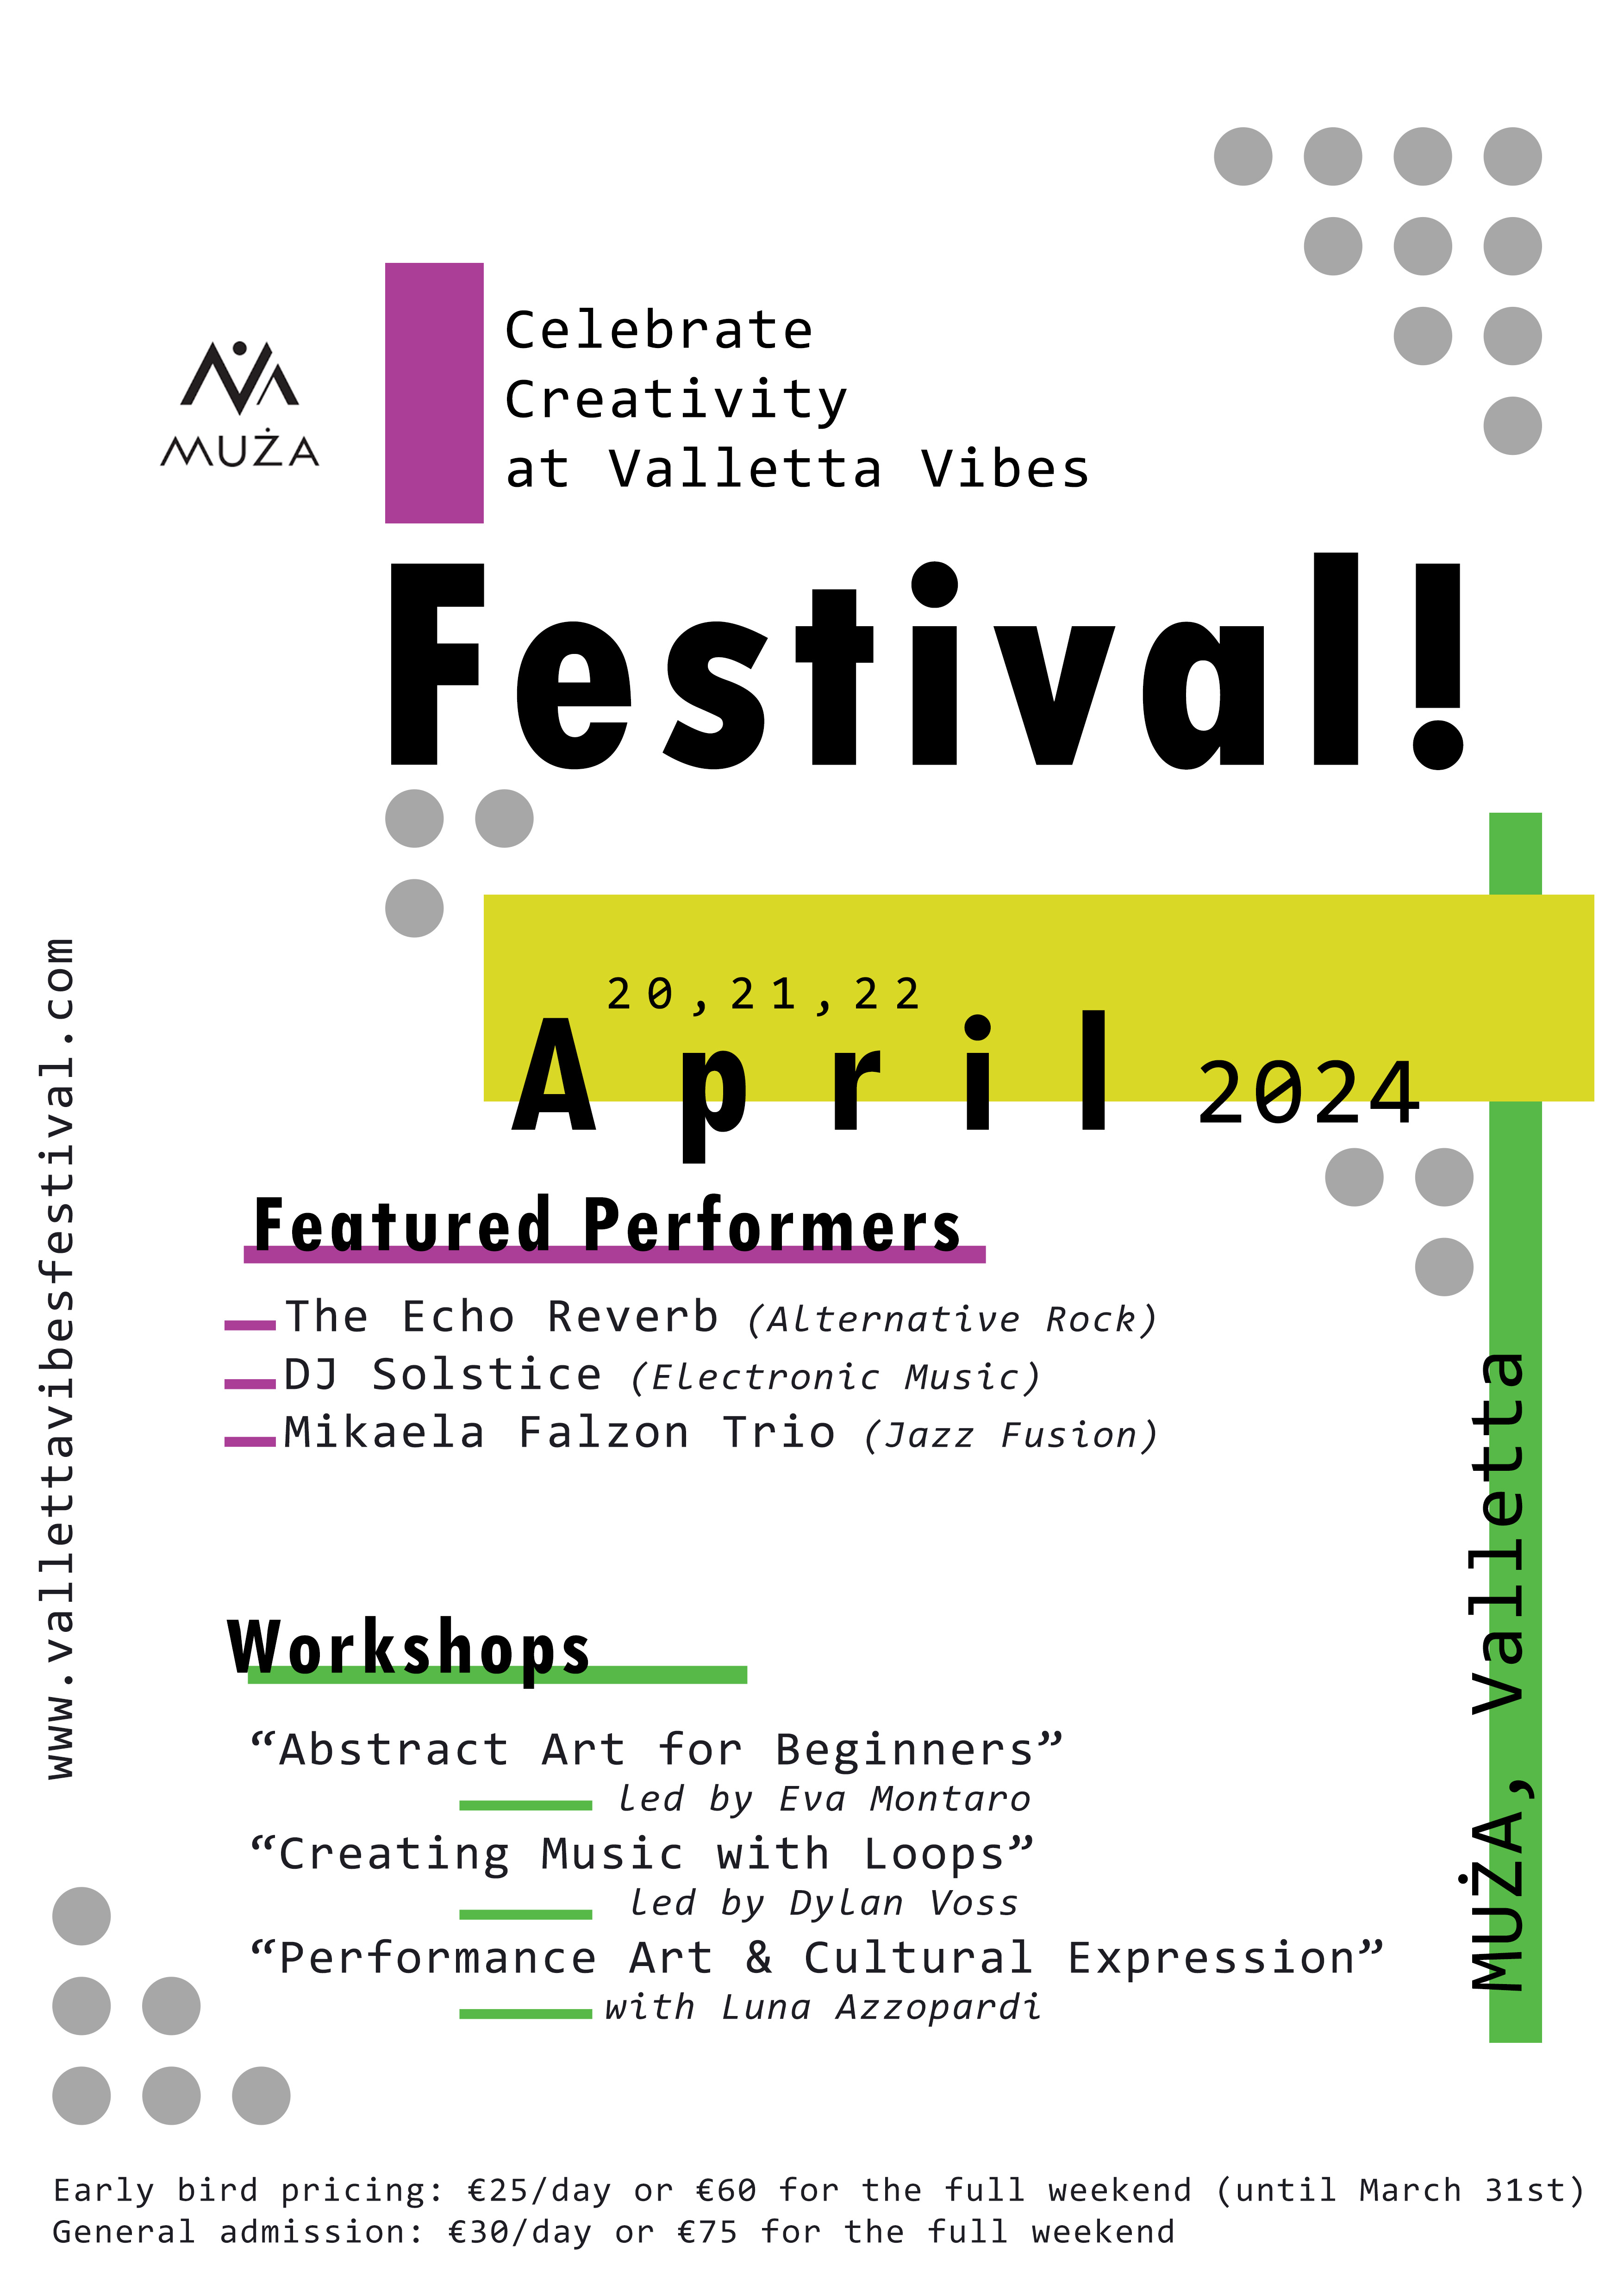 MUŻA
Celebrate
Creativity
at Valletta Vibes
Festival!
20,21,22
April 2024
www.vallettavibesfestival.com
Featured Performers
The Echo Reverb (Alternative Rock)
DJ Solstice (Electronic Music)
Mikaela Falzon Trio (Jazz Fusion)
MUŻA, Valletta
Workshops
“Abstract Art for Beginners”
led by Eva Montaro
“Creating Music with Loops”
led by Dylan Voss
“Performance Art & Cultural Expression”
with Luna Azzopardi
Early bird pricing: €25/day or €60 for the full weekend (until March 31st)
General admission: €30/day or €75 for the full weekend